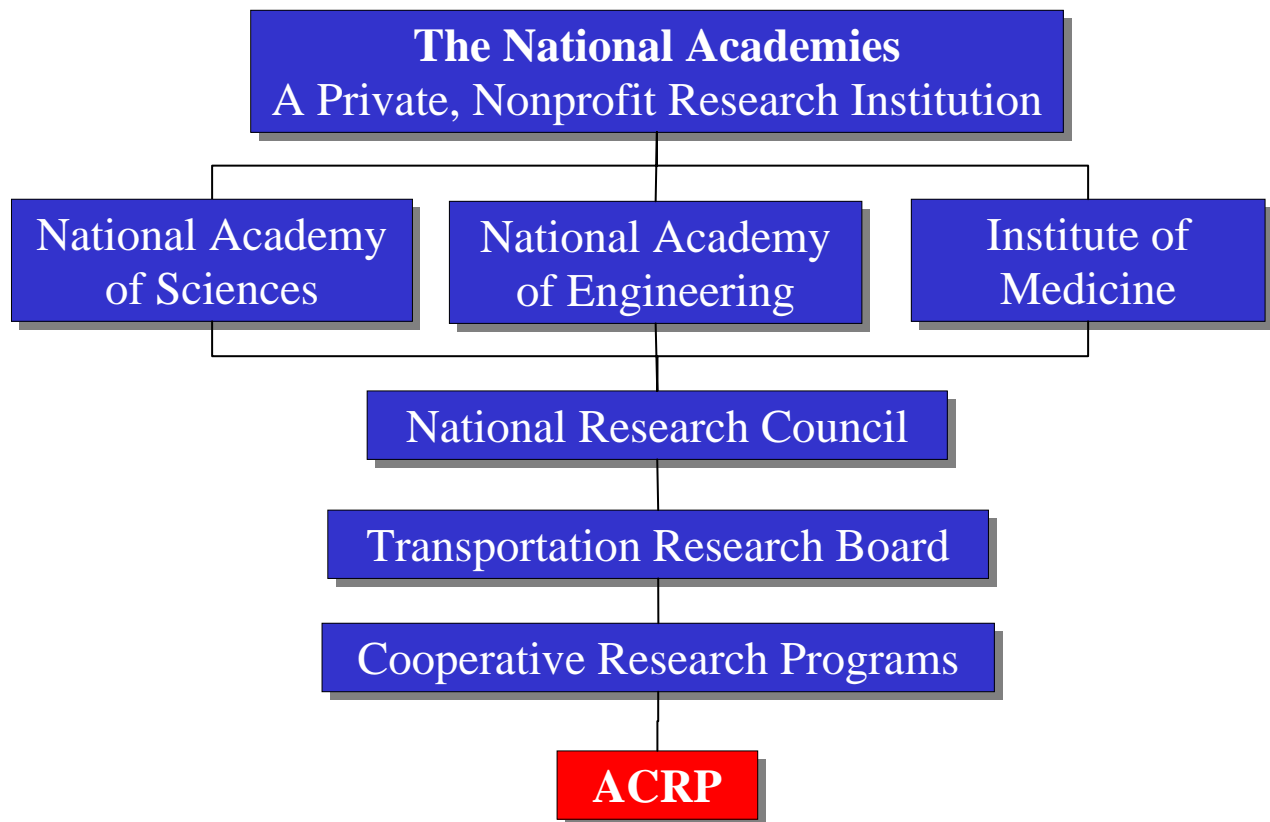 The National Academies
A Private, Nonprofit Research Institution
National Academy
of Sciences
National Academy
of Engineering
Institute of
Medicine
National Research Council
Transportation Research Board
Cooperative Research Programs
ACRP